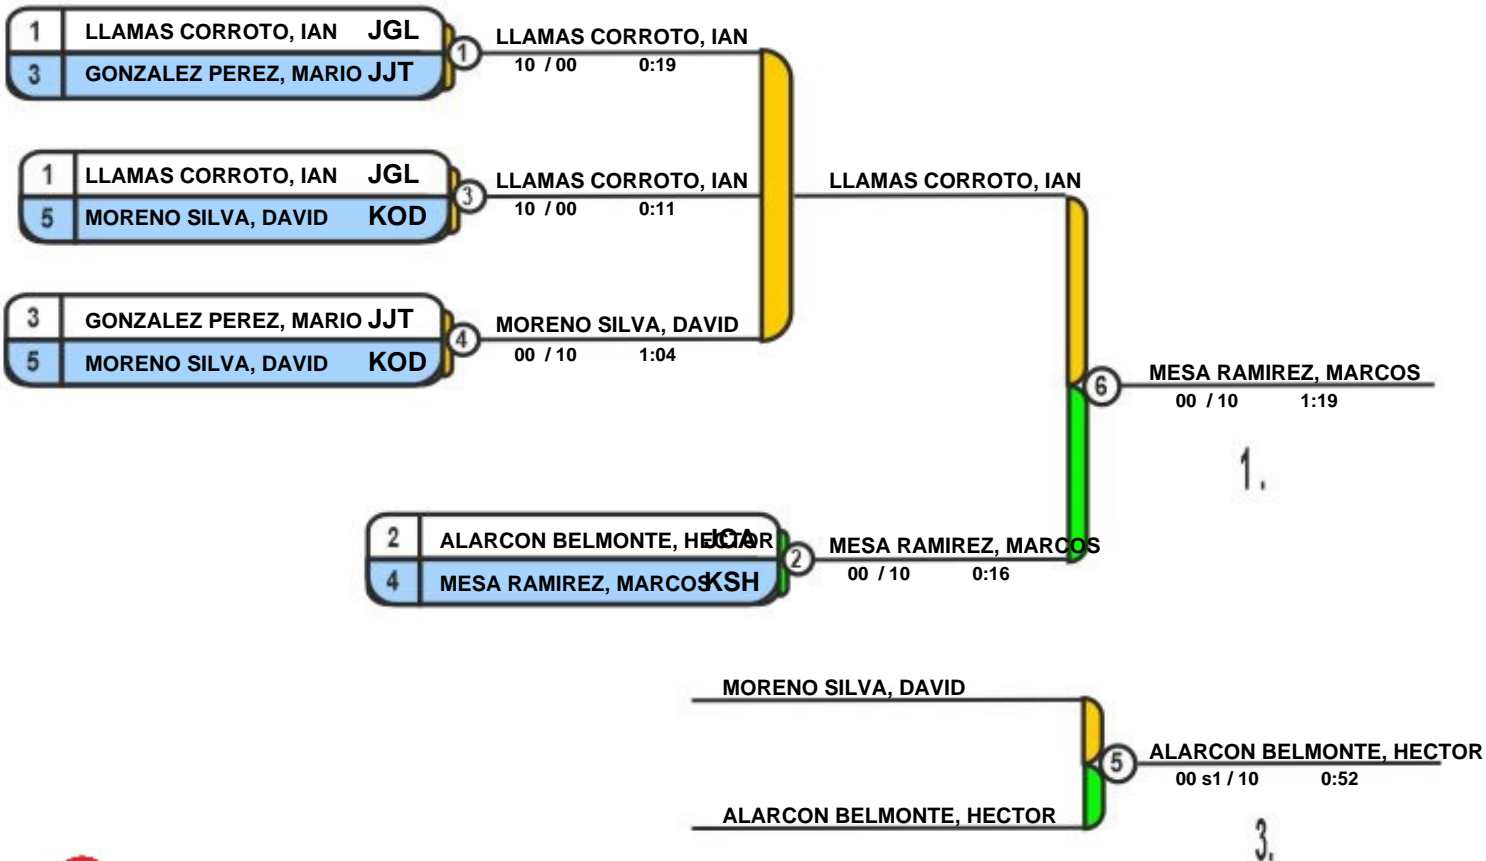 1 LLAMAS CORROTO, IAN JGL
3 GONZALEZ PEREZ, MARIO JJT
1 LLAMAS CORROTO, IAN
10 / 00 0:19
1 LLAMAS CORROTO, IAN JGL
5 MORENO SILVA, DAVID KOD
3 LLAMAS CORROTO, IAN
10 / 00 0:11
LLAMAS CORROTO, IAN
3 GONZALEZ PEREZ, MARIO JJT
5 MORENO SILVA, DAVID KOD
4 MORENO SILVA, DAVID
00 / 10 1:04
6 MESA RAMIREZ, MARCOS
00 / 10 1:19
1.
2 ALARCON BELMONTE, HECTOR JCA
4 MESA RAMIREZ, MARCOS KSH
2 MESA RAMIREZ, MARCOS
00 / 10 0:16
MORENO SILVA, DAVID
5 ALARCON BELMONTE, HECTOR
00 s1 / 10 0:52
ALARCON BELMONTE, HECTOR
3.